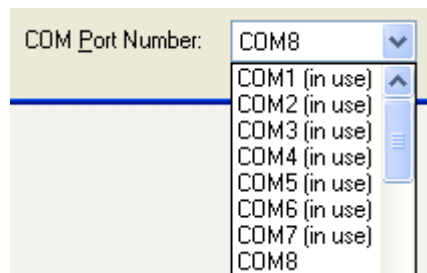 COM Port Number: COM8
COM1 (in use)
COM2 (in use)
COM3 (in use)
COM4 (in use)
COM5 (in use)
COM6 (in use)
COM7 (in use)
COM8